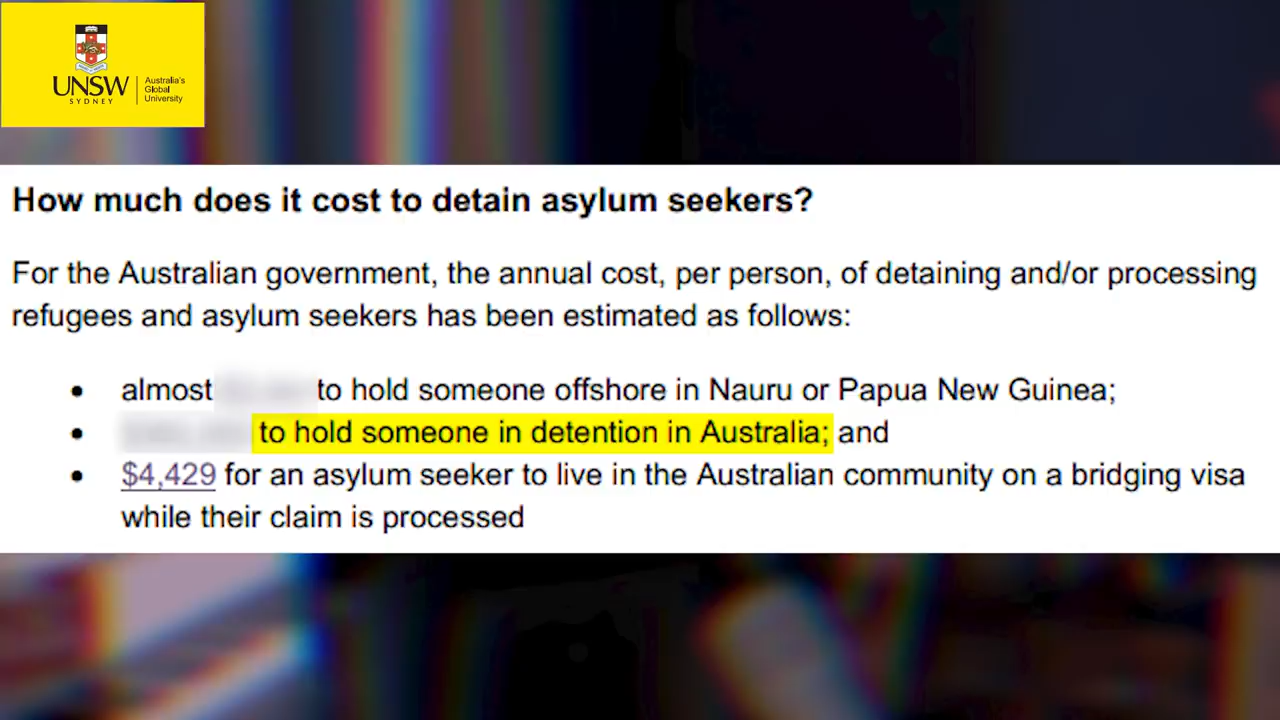 UNSW
SYDNEY
Australia's
Global
University
How much does it cost to detain asylum seekers?
For the Australian government, the annual cost, per person, of detaining and/or processing
refugees and asylum seekers has been estimated as follows:
• almost to hold someone offshore in Nauru or Papua New Guinea;
• to hold someone in detention in Australia; and
• $4,429 for an asylum seeker to live in the Australian community on a bridging visa
while their claim is processed